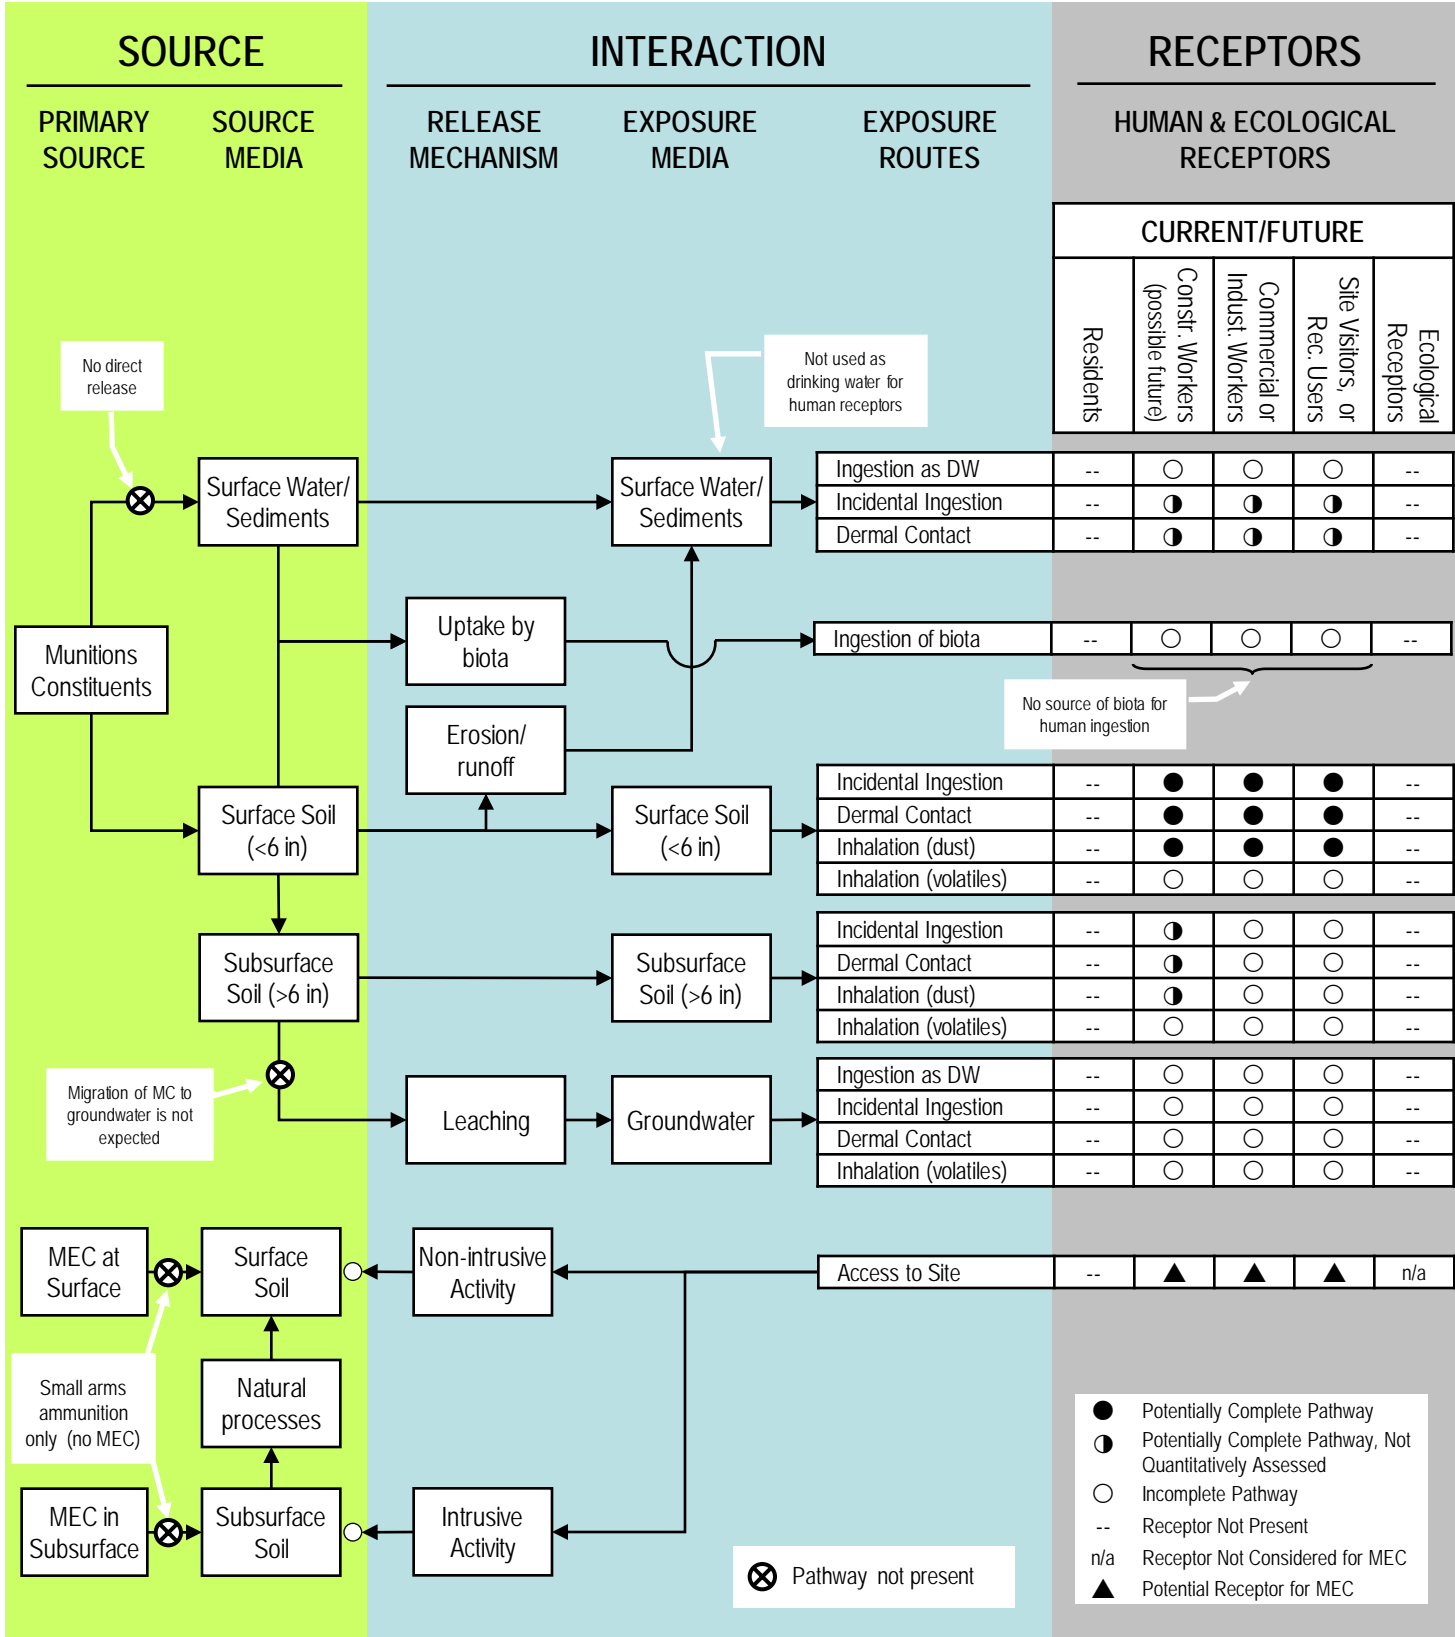 SOURCE
INTERACTION
RECEPTORS
PRIMARY
SOURCE
SOURCE
MEDIA
RELEASE
MECHANISM
EXPOSURE
MEDIA
EXPOSURE
ROUTES
HUMAN & ECOLOGICAL
RECEPTORS
CURRENT/FUTURE
Residents
Constr. Workers
(possible future)
Commercial or
Indust. Workers
Site Visitors, or
Rec. Users
Ecological
Receptors
No direct
release
Not used as
drinking water for
human receptors
Surface Water/
Sediments
Surface Water/
Sediments
Ingestion as DW
-- --
Incidental Ingestion
-- --
Dermal Contact
-- --
Munitions
Constituents
Uptake by
biota
Ingestion of biota
-- --
No source of biota for
human ingestion
Erosion/
runoff
Surface Soil
(<6 in)
Surface Soil
(<6 in)
Incidental Ingestion
-- --
Dermal Contact
-- --
Inhalation (dust)
-- --
Inhalation (volatiles)
-- --
Subsurface
Soil (>6 in)
Subsurface
Soil (>6 in)
Incidental Ingestion
-- --
Dermal Contact
-- --
Inhalation (dust)
-- --
Inhalation (volatiles)
-- --
Migration of MC to
groundwater is not
expected
Leaching
Groundwater
Ingestion as DW
-- --
Incidental Ingestion
-- --
Dermal Contact
-- --
Inhalation (volatiles)
-- --
MEC at
Surface
Surface
Soil
Non-intrusive
Activity
Access to Site
-- n/a
Small arms
ammunition
only (no MEC)
Natural
processes
MEC in
Subsurface
Subsurface
Soil
Intrusive
Activity
Pathway not present
Potentially Complete Pathway
Potentially Complete Pathway, Not
Quantitatively Assessed
Incomplete Pathway
-- Receptor Not Present
n/a Receptor Not Considered for MEC
Potential Receptor for MEC